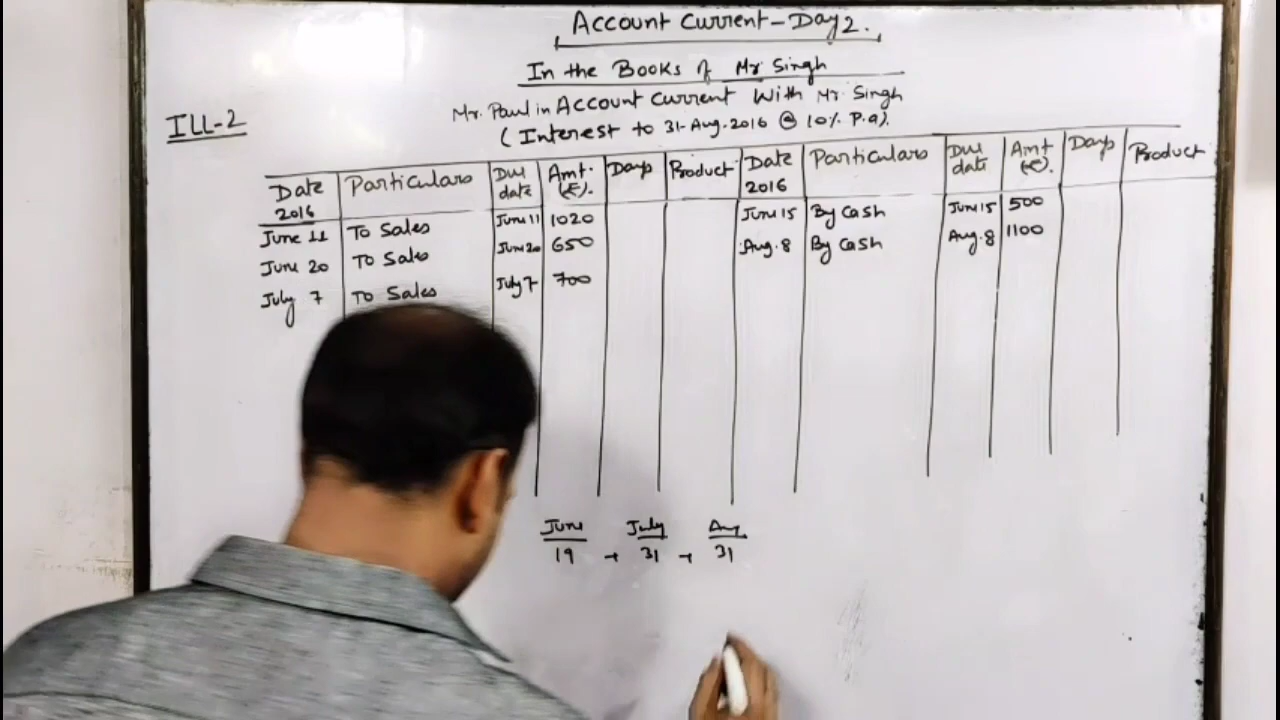 Account Current - Day 2.
In the Books of Mr Singh
Mr. Paul in Account Current With Mr. Singh
ILL-2
(Interest to 31-Aug-2016 @ 10% P.a).
Date 2016 Particulars Due date Amt. (₹). Days Product Date 2016 Particulars Due date Amt (₹). Days Product
June 11 To Sales June 11 1020 June 15 By Cash June 15 500
June 20 To Sales June 20 650 Aug. 8 By Cash Aug. 8 1100
July 7 To Sales July 7 700
June July Aug
19 + 31 + 31